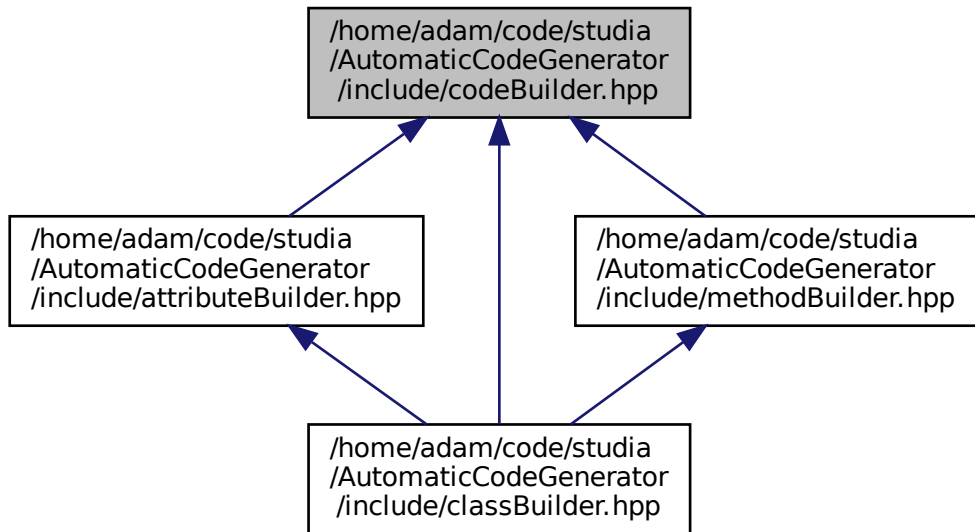 /home/adam/code/studia
/AutomaticCodeGenerator
/include/codeBuilder.hpp
/home/adam/code/studia
/AutomaticCodeGenerator
/include/attributeBuilder.hpp
/home/adam/code/studia
/AutomaticCodeGenerator
/include/methodBuilder.hpp
/home/adam/code/studia
/AutomaticCodeGenerator
/include/classBuilder.hpp